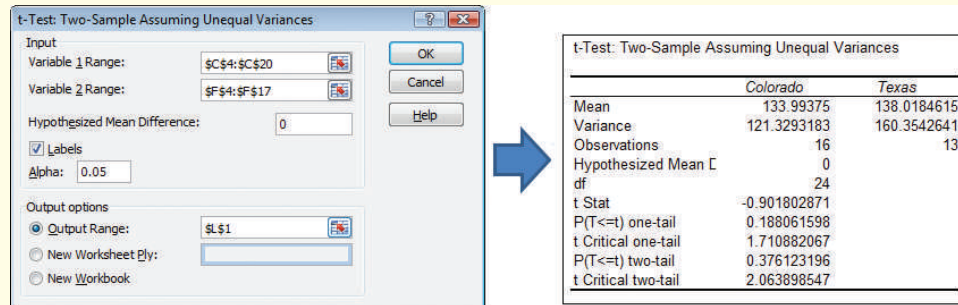 t-Test: Two-Sample Assuming Unequal Variances
Input
Variable 1 Range: $C$4:$C$20
Variable 2 Range: $F$4:$F$17
Hypothesized Mean Difference: 0
Labels
Alpha: 0.05
Output options
Output Range: $L$1
New Worksheet Ply:
New Workbook
OK
Cancel
Help
t-Test: Two-Sample Assuming Unequal Variances
Colorado Texas
Mean 133.99375 138.0184615
Variance 121.3293183 160.3542641
Observations 16 13
Hypothesized Mean D 0
df 24
t Stat -0.901802871
P(T<=t) one-tail 0.188061598
t Critical one-tail 1.710882067
P(T<=t) two-tail 0.376123196
t Critical two-tail 2.063898547